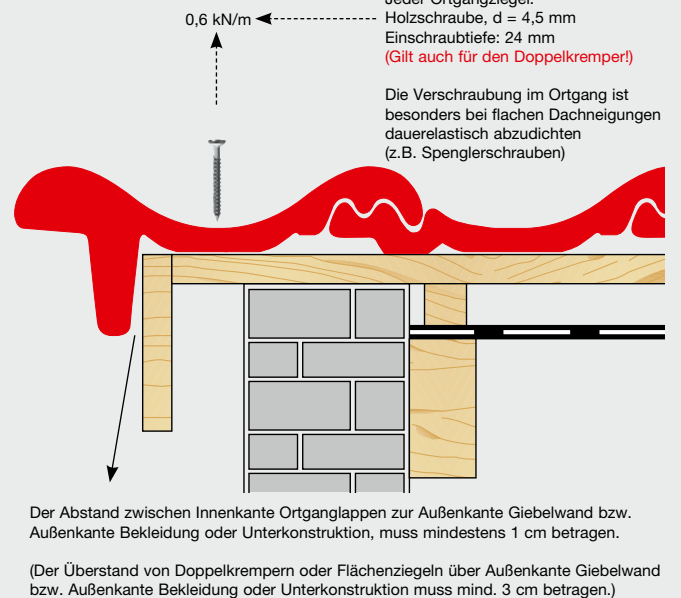 Jeder Ortgangziegel:
0,6 kN/m
Holzschraube, d = 4,5 mm
Einschraubtiefe: 24 mm
(Gilt auch für den Doppelkremper!)
Die Verschraubung im Ortgang ist
besonders bei flachen Dachneigungen
dauerelastisch abzudichten
(z.B. Spenglerschrauben)
Der Abstand zwischen Innenkante Ortganglappen zur Außenkante Giebelwand bzw.
Außenkante Bekleidung oder Unterkonstruktion, muss mindestens 1 cm betragen.
(Der Überstand von Doppelkrempern oder Flächenziegeln über Außenkante Giebelwand
bzw. Außenkante Bekleidung oder Unterkonstruktion muss mind. 3 cm betragen.)